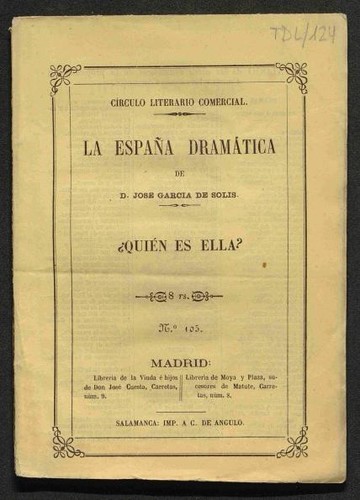 TDL/124
CÍRCULO LITERARIO COMERCIAL.
LA ESPAÑA DRAMÁTICA
DE
D. JOSE GARCIA DE SOLIS.
¿QUIÉN ES ELLA?
8 rs.
N.º 105.
MADRID:
Librería de la Viuda é hijos
de Don José Cuesta, Carretas,
núm. 9.
Librería de Moya y Plaza, su-
cesores de Matute, Carre-
tas, núm. 8.
SALAMANCA: IMP. A C. DE ANGULO.